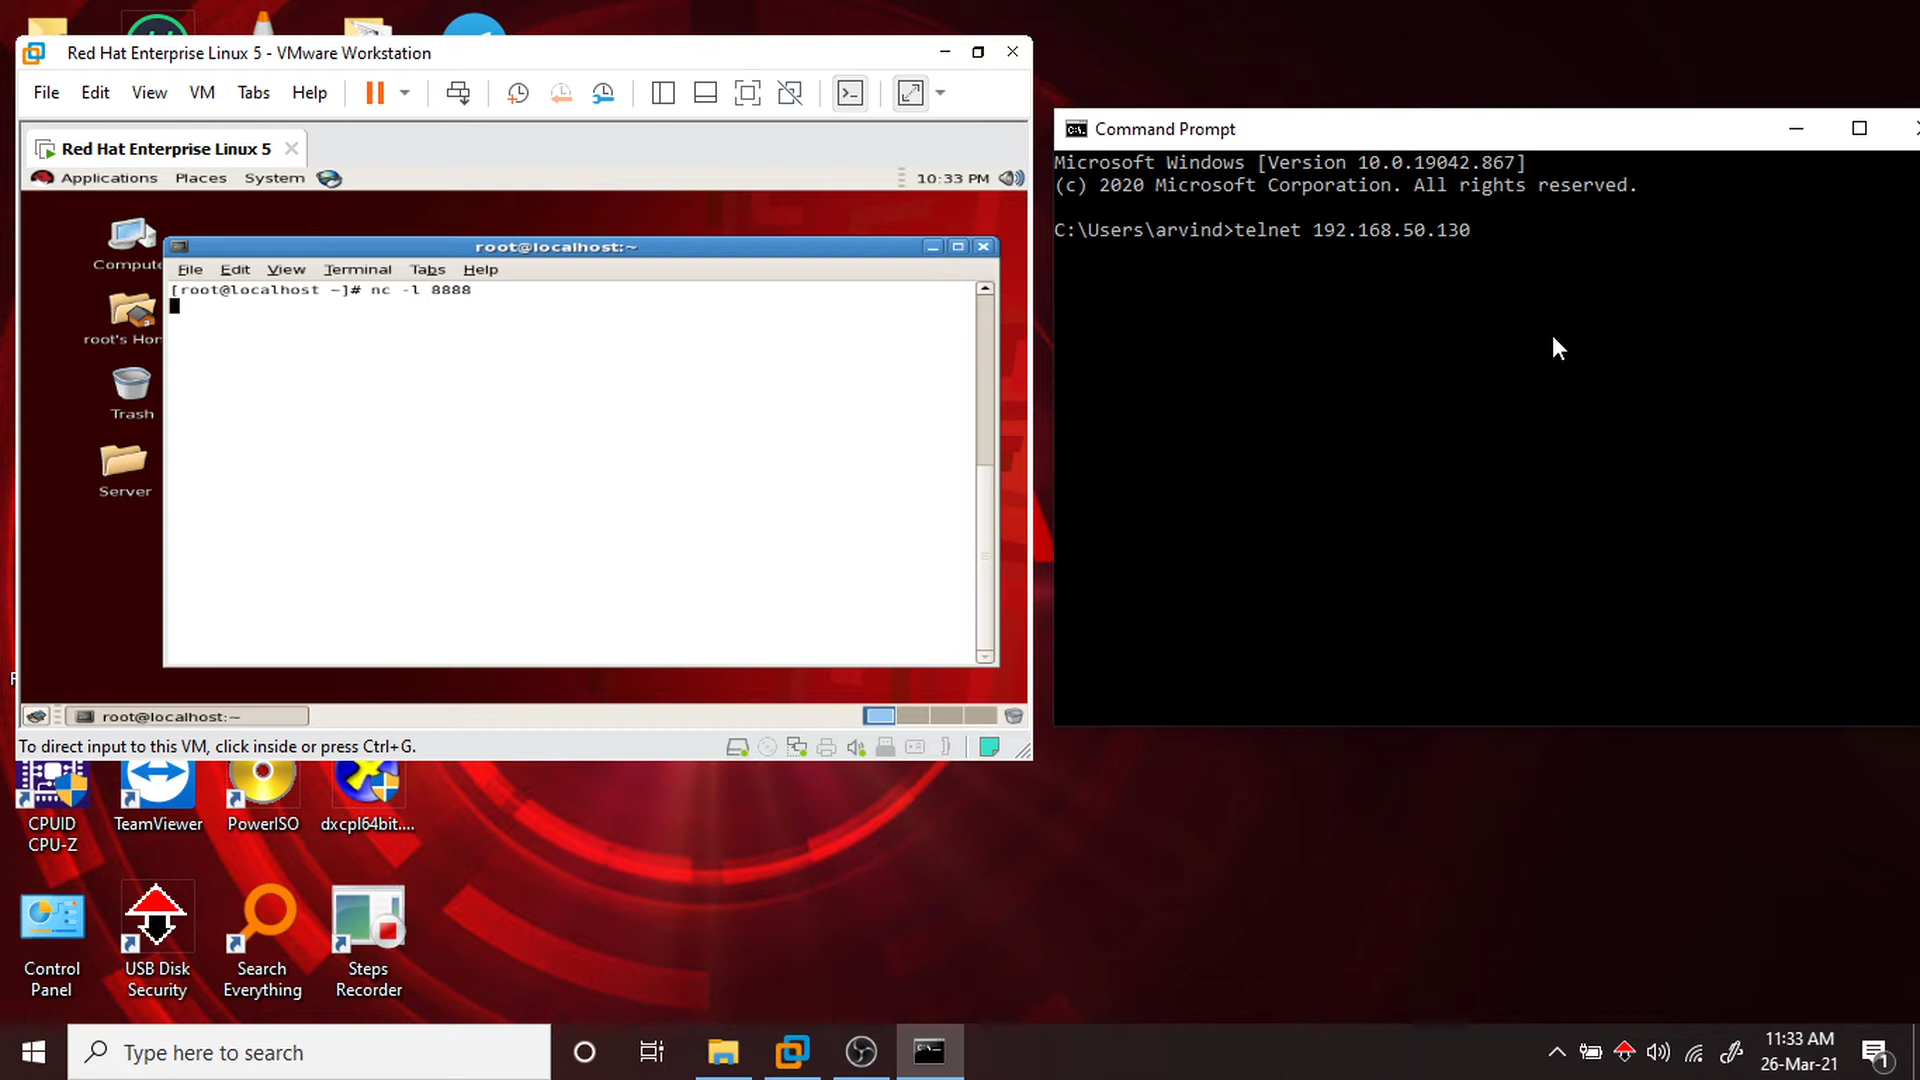 Red Hat Enterprise Linux 5 - VMware Workstation
File Edit View VM Tabs Help
Red Hat Enterprise Linux 5
Applications Places System
10:33 PM
root@localhost:~
File Edit View Terminal Tabs Help
[root@localhost ~]# nc -l 8888
Compute
root's Hom
Trash
Server
root@localhost:~
To direct input to this VM, click inside or press Ctrl+G.
Command Prompt
Microsoft Windows [Version 10.0.19042.867]
(c) 2020 Microsoft Corporation. All rights reserved.
C:\Users\arvind>telnet 192.168.50.130
CPUID
CPU-Z
TeamViewer
PowerISO
dxcpl64bit....
Control
Panel
USB Disk
Security
Search
Everything
Steps
Recorder
Type here to search
11:33 AM
26-Mar-21
1